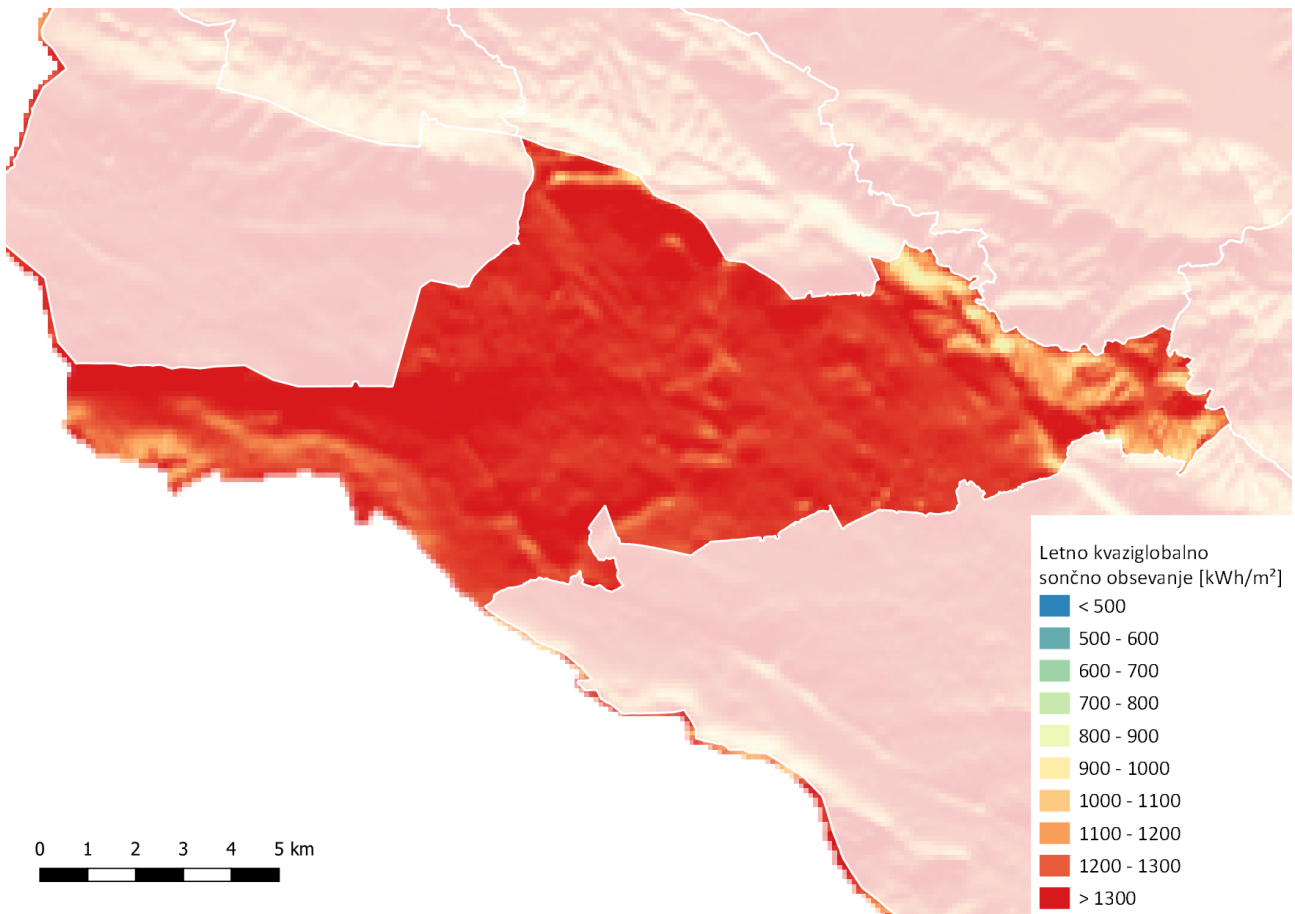 Letno kvaziglobalno
sončno obsevanje [kWh/m²]
< 500
500 - 600
600 - 700
700 - 800
800 - 900
900 - 1000
1000 - 1100
1100 - 1200
1200 - 1300
> 1300
0 1 2 3 4 5 km